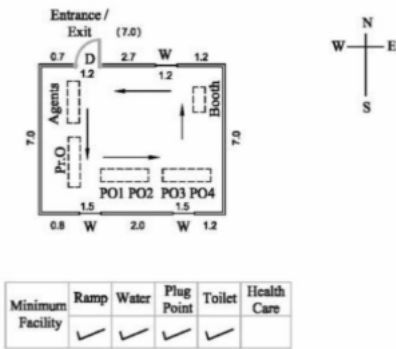 Entrance /
Exit (7.0)
N
W E
S
0.7 D 2.7 W 1.2
1.2 1.2
Agents
Booth
7.0
7.0
Pr.O
PO1 PO2 PO3 PO4
1.5 1.5
0.8 W 2.0 W 1.2
Minimum Facility
Ramp
Water
Plug Point
Toilet
Health Care